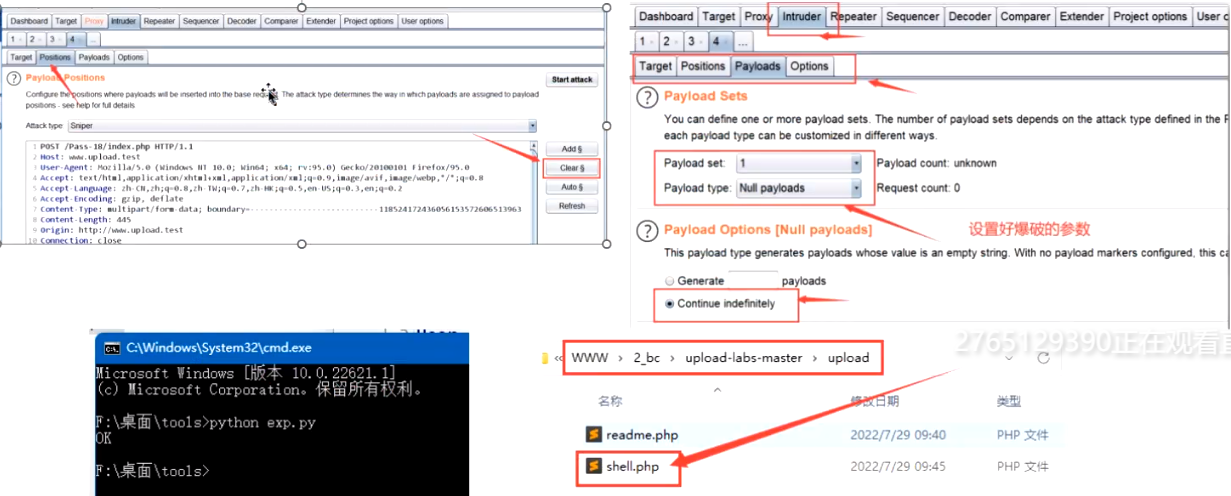 Dashboard Target Proxy Intruder Repeater Sequencer Decoder Comparer Extender Project options User options
1 2 3 4 ...
Target Positions Payloads Options
Payload Positions
Start attack
Configure the positions where payloads will be inserted into the base request. The attack type determines the way in which payloads are assigned to payload
positions - see help for full details.
Attack type: Sniper
1 POST /Pass-18/index.php HTTP/1.1
2 Host: www.upload.test
3 User-Agent: Mozilla/5.0 (Windows NT 10.0; Win64; x64; rv:95.0) Gecko/20100101 Firefox/95.0
4 Accept: text/html,application/xhtml+xml,application/xml;q=0.9,image/avif,image/webp,*/*;q=0.8
5 Accept-Language: zh-CN,zh;q=0.8,zh-TW;q=0.7,zh-HK;q=0.5,en-US;q=0.3,en;q=0.2
6 Accept-Encoding: gzip, deflate
7 Content-Type: multipart/form-data; boundary=---------------------------118524172436056153572606513963
8 Content-Length: 445
9 Origin: http://www.upload.test
10 Connection: close
Add §
Clear §
Auto §
Refresh
Dashboard Target Proxy Intruder Repeater Sequencer Decoder Comparer Extender Project options User
1 2 3 4 ...
Target Positions Payloads Options
Payload Sets
You can define one or more payload sets. The number of payload sets depends on the attack type defined in the
each payload type can be customized in different ways.
Payload set: 1 Payload count: unknown
Payload type: Null payloads Request count: 0
设置好爆破的参数
Payload Options [Null payloads]
This payload type generates payloads whose value is an empty string. With no payload markers configured, this ca
Generate payloads
Continue indefinitely
C:\Windows\System32\cmd.exe
Microsoft Windows [版本 10.0.22621.1]
(c) Microsoft Corporation。保留所有权利。
F:\桌面\tools>python exp.py
OK
F:\桌面\tools>
2765129390正在观看
WWW › 2_bc › upload-labs-master › upload
名称 修改日期 类型
readme.php 2022/7/29 09:40 PHP 文件
shell.php 2022/7/29 09:45 PHP 文件